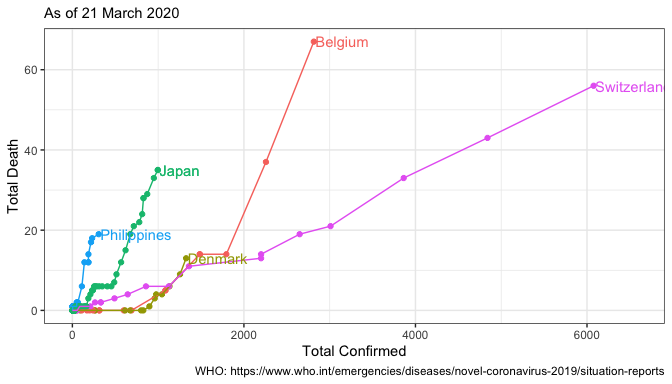 As of 21 March 2020
Total Death
60
40
20
0
Belgium
Switzerland
Japan
Philippines
Denmark
0
2000
4000
6000
Total Confirmed
WHO: https://www.who.int/emergencies/diseases/novel-coronavirus-2019/situation-reports